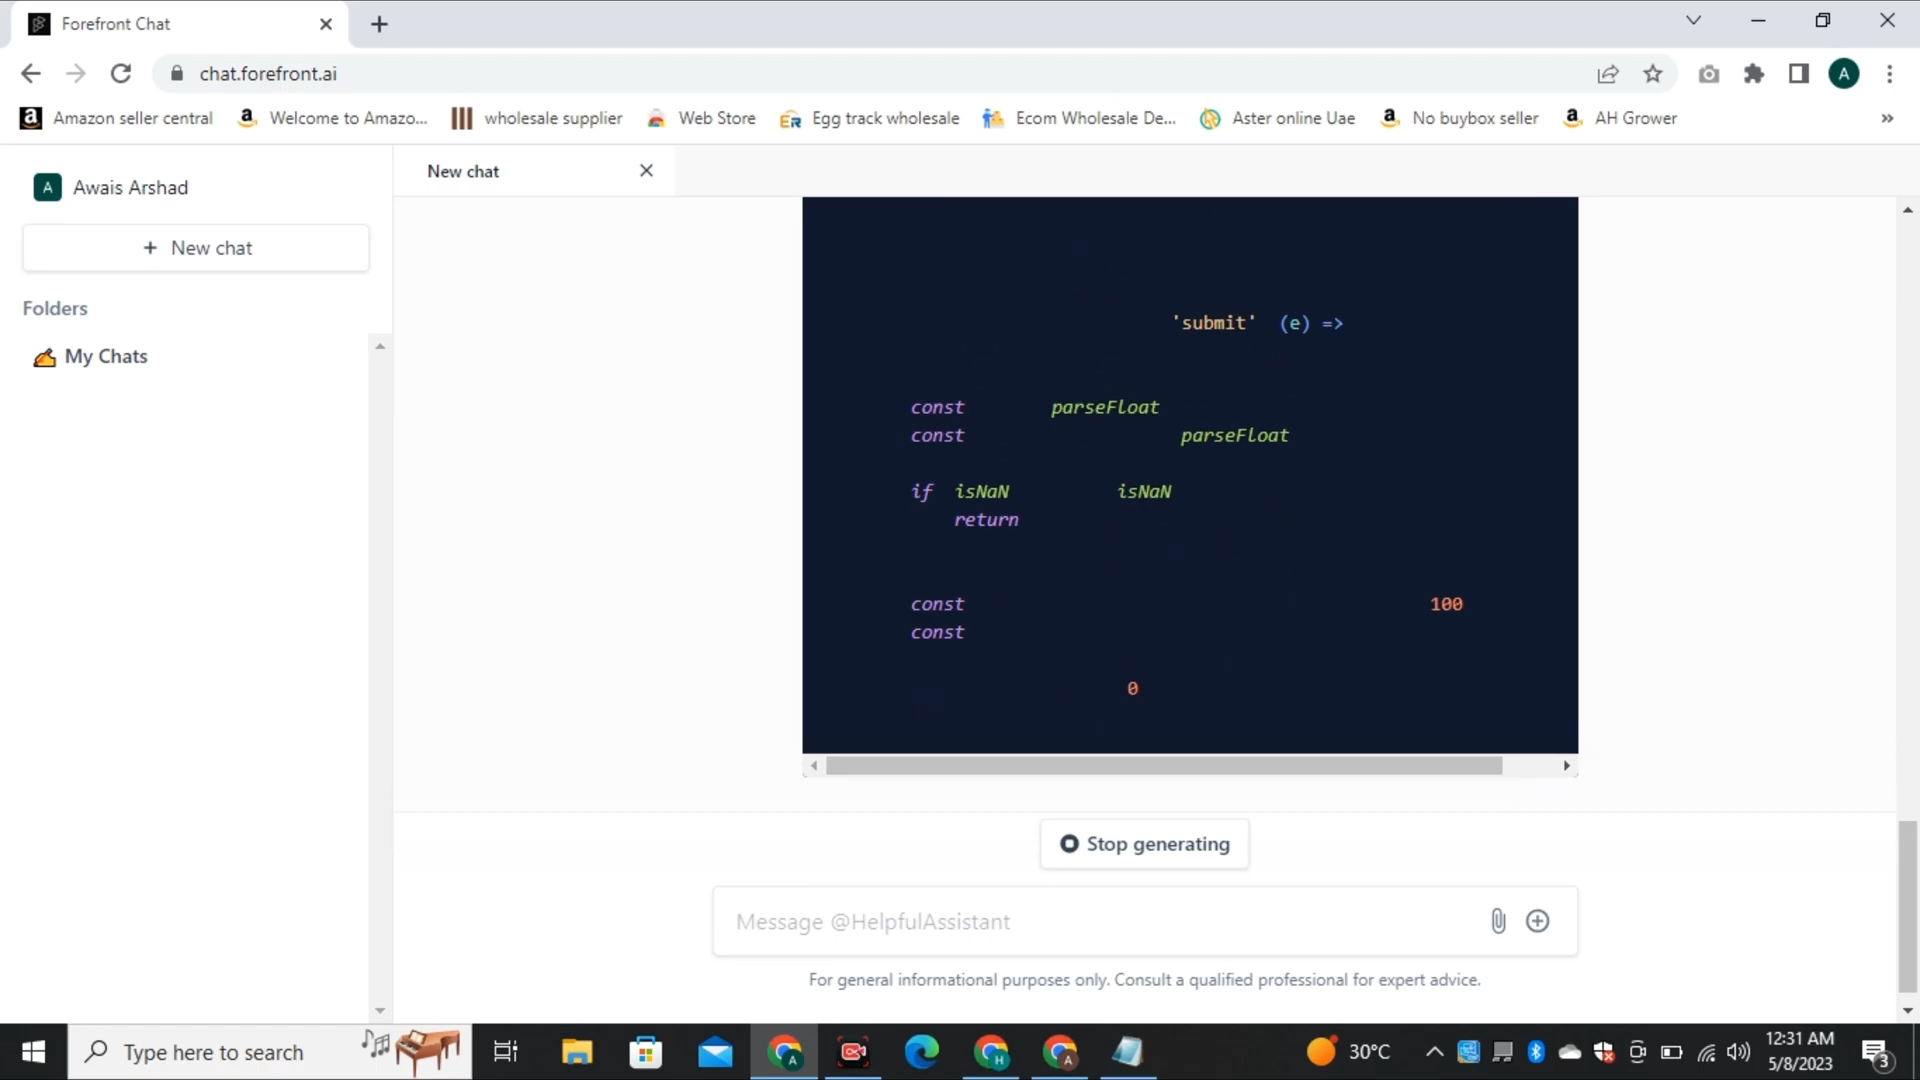 Forefront Chat
chat.forefront.ai
A
Amazon seller central
Welcome to Amazo...
wholesale supplier
Web Store
Egg track wholesale
Ecom Wholesale De...
Aster online Uae
No buybox seller
AH Grower
»
A Awais Arshad
New chat
+ New chat
Folders
My Chats
'submit' (e) =>
const parseFloat
const parseFloat
if isNaN isNaN
return
const 100
const
0
Stop generating
Message @HelpfulAssistant
For general informational purposes only. Consult a qualified professional for expert advice.
Type here to search
A
H
A
30°C
12:31 AM
5/8/2023
3